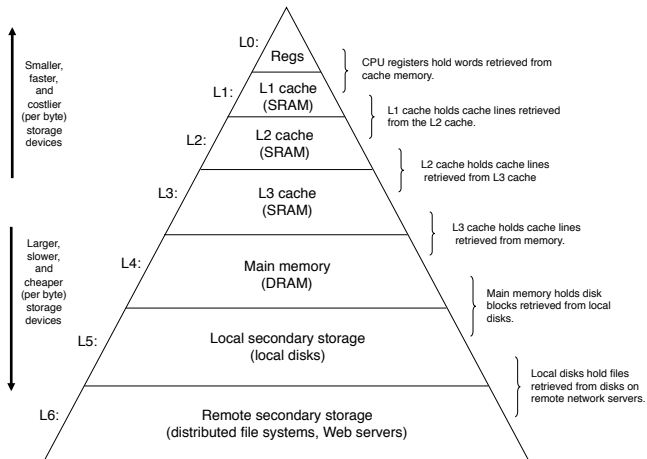 L0:
Regs
CPU registers hold words retrieved from
cache memory.
Smaller,
faster,
and
costlier
(per byte)
storage
devices
L1:
L1 cache
(SRAM)
L1 cache holds cache lines retrieved
from the L2 cache.
L2:
L2 cache
(SRAM)
L2 cache holds cache lines
retrieved from L3 cache
L3:
L3 cache
(SRAM)
L3 cache holds cache lines
retrieved from memory.
Larger,
slower,
and
cheaper
(per byte)
storage
devices
L4:
Main memory
(DRAM)
Main memory holds disk
blocks retrieved from local
disks.
L5:
Local secondary storage
(local disks)
Local disks hold files
retrieved from disks on
remote network servers.
L6:
Remote secondary storage
(distributed file systems, Web servers)